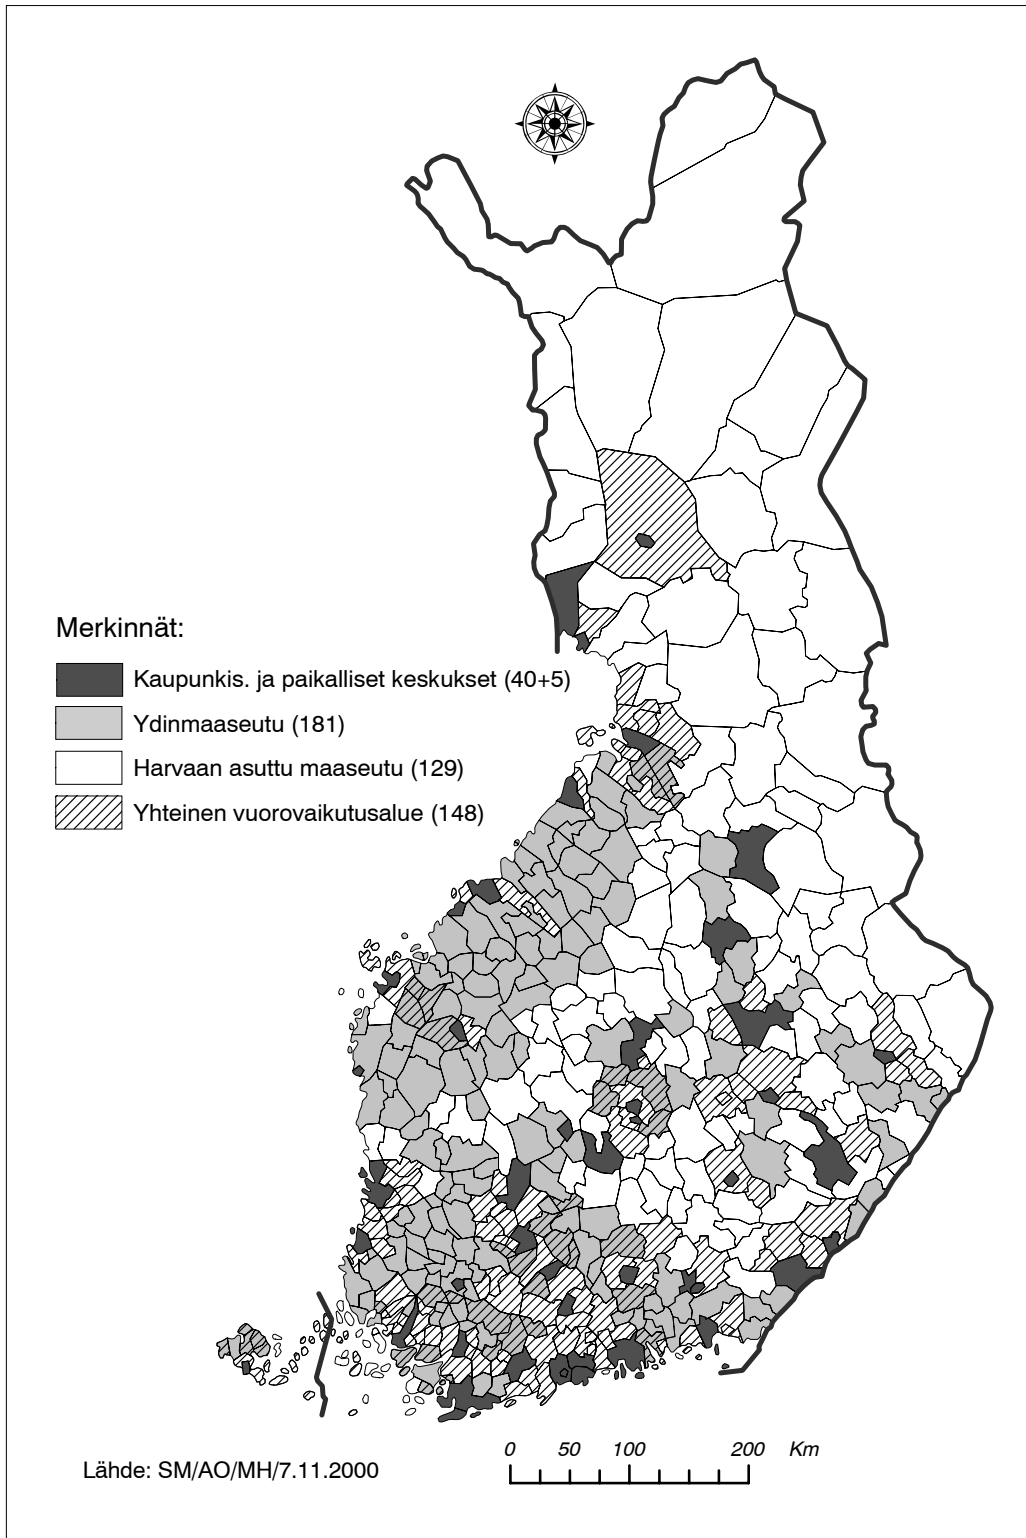 Merkinnät:
Kaupunkis. ja paikalliset keskukset (40+5)
Ydinmaaseutu (181)
Harvaan asuttu maaseutu (129)
Yhteinen vuorovaikutusalue (148)
0 50 100 200 Km
Lähde: SM/AO/MH/7.11.2000